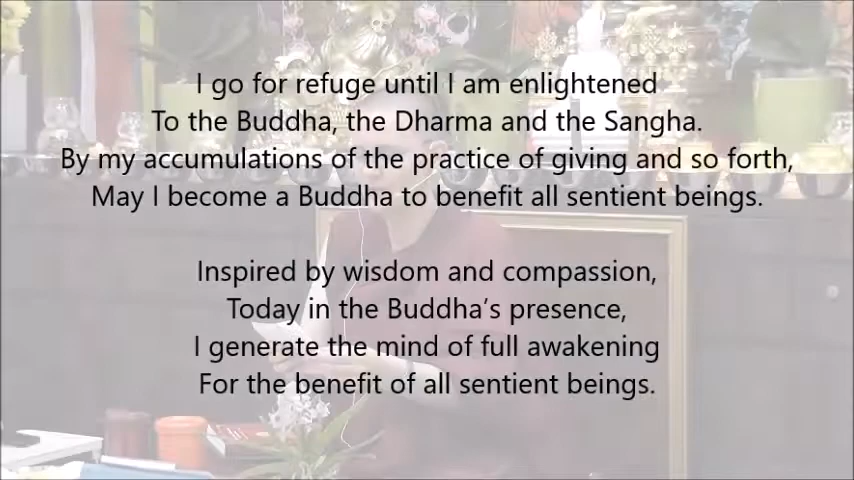 I go for refuge until I am enlightened
To the Buddha, the Dharma and the Sangha.
By my accumulations of the practice of giving and so forth,
May I become a Buddha to benefit all sentient beings.
Inspired by wisdom and compassion,
Today in the Buddha’s presence,
I generate the mind of full awakening
For the benefit of all sentient beings.